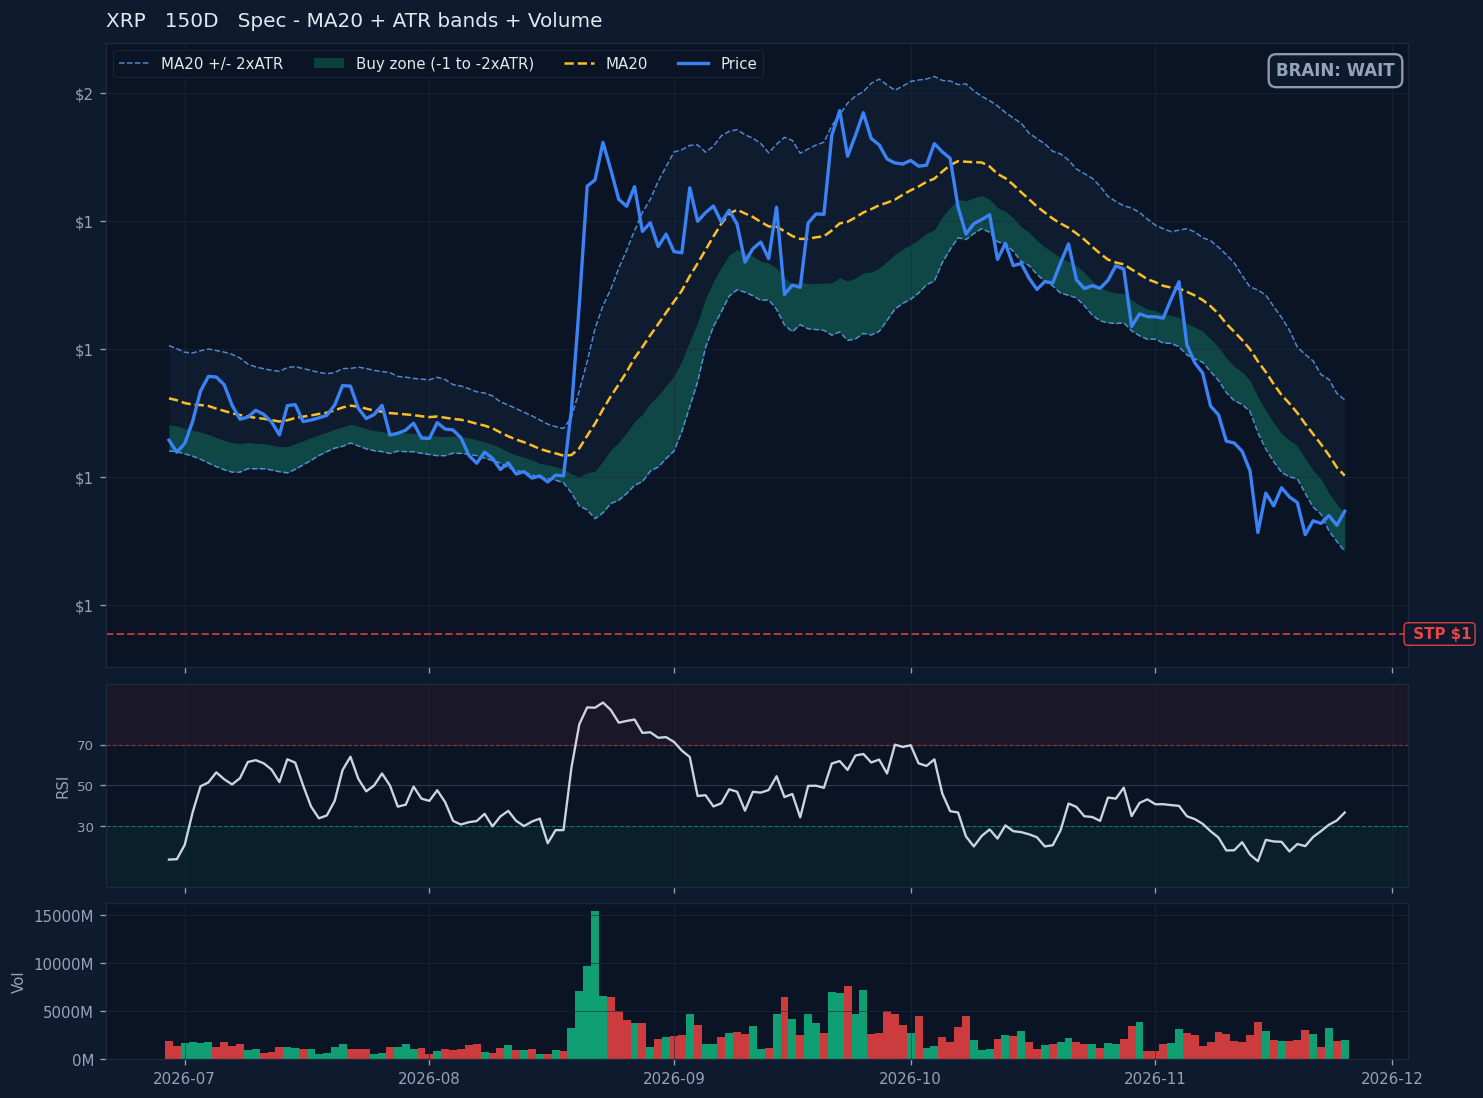 XRP   150D   Spec - MA20 + ATR bands + Volume
MA20 +/- 2xATR
Buy zone (-1 to -2xATR)
MA20
Price
BRAIN: WAIT
$2
$1
$1
$1
$1
STP $1
RSI
70
50
30
Vol
15000M
10000M
5000M
0M
2026-07
2026-08
2026-09
2026-10
2026-11
2026-12